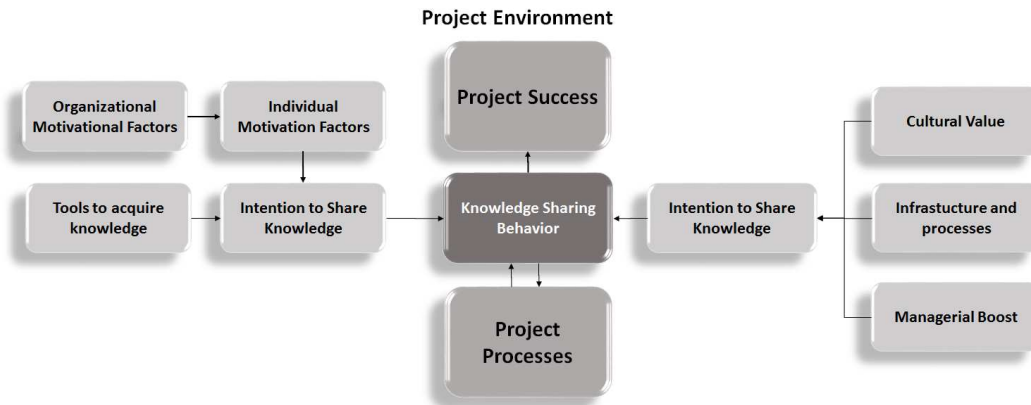 Project Environment
Project Success
Organizational
Motivational Factors
Individual
Motivation Factors
Cultural Value
Tools to acquire
knowledge
Intention to Share
Knowledge
Knowledge Sharing
Behavior
Intention to Share
Knowledge
Infrastucture and
processes
Project
Processes
Managerial Boost